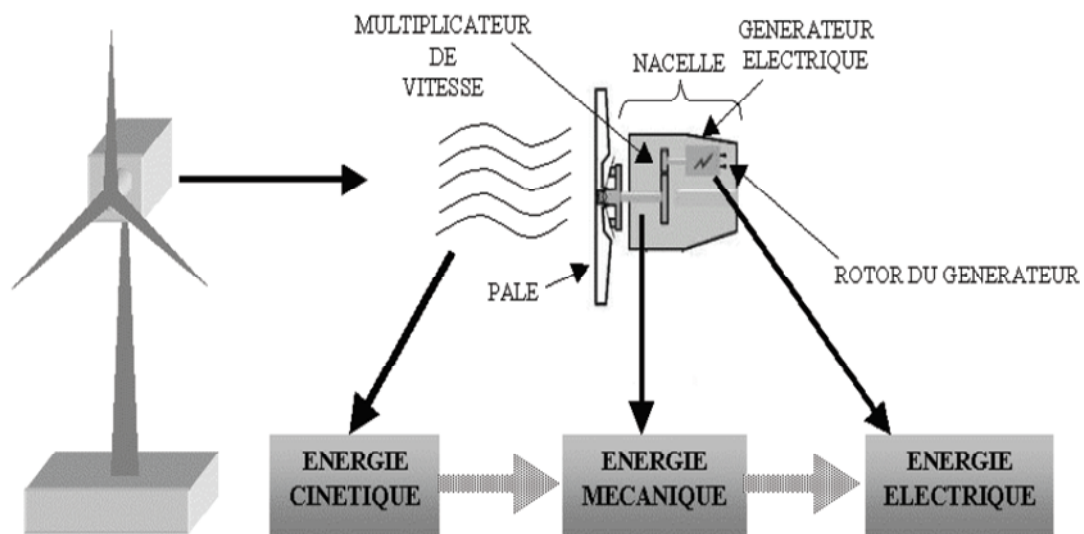 MULTIPLICATEUR
DE
VITESSE
NACELLE
GENERATEUR
ELECTRIQUE
PALE
ROTOR DU GENERATEUR
ENERGIE
CINETIQUE
ENERGIE
MECANIQUE
ENERGIE
ELECTRIQUE